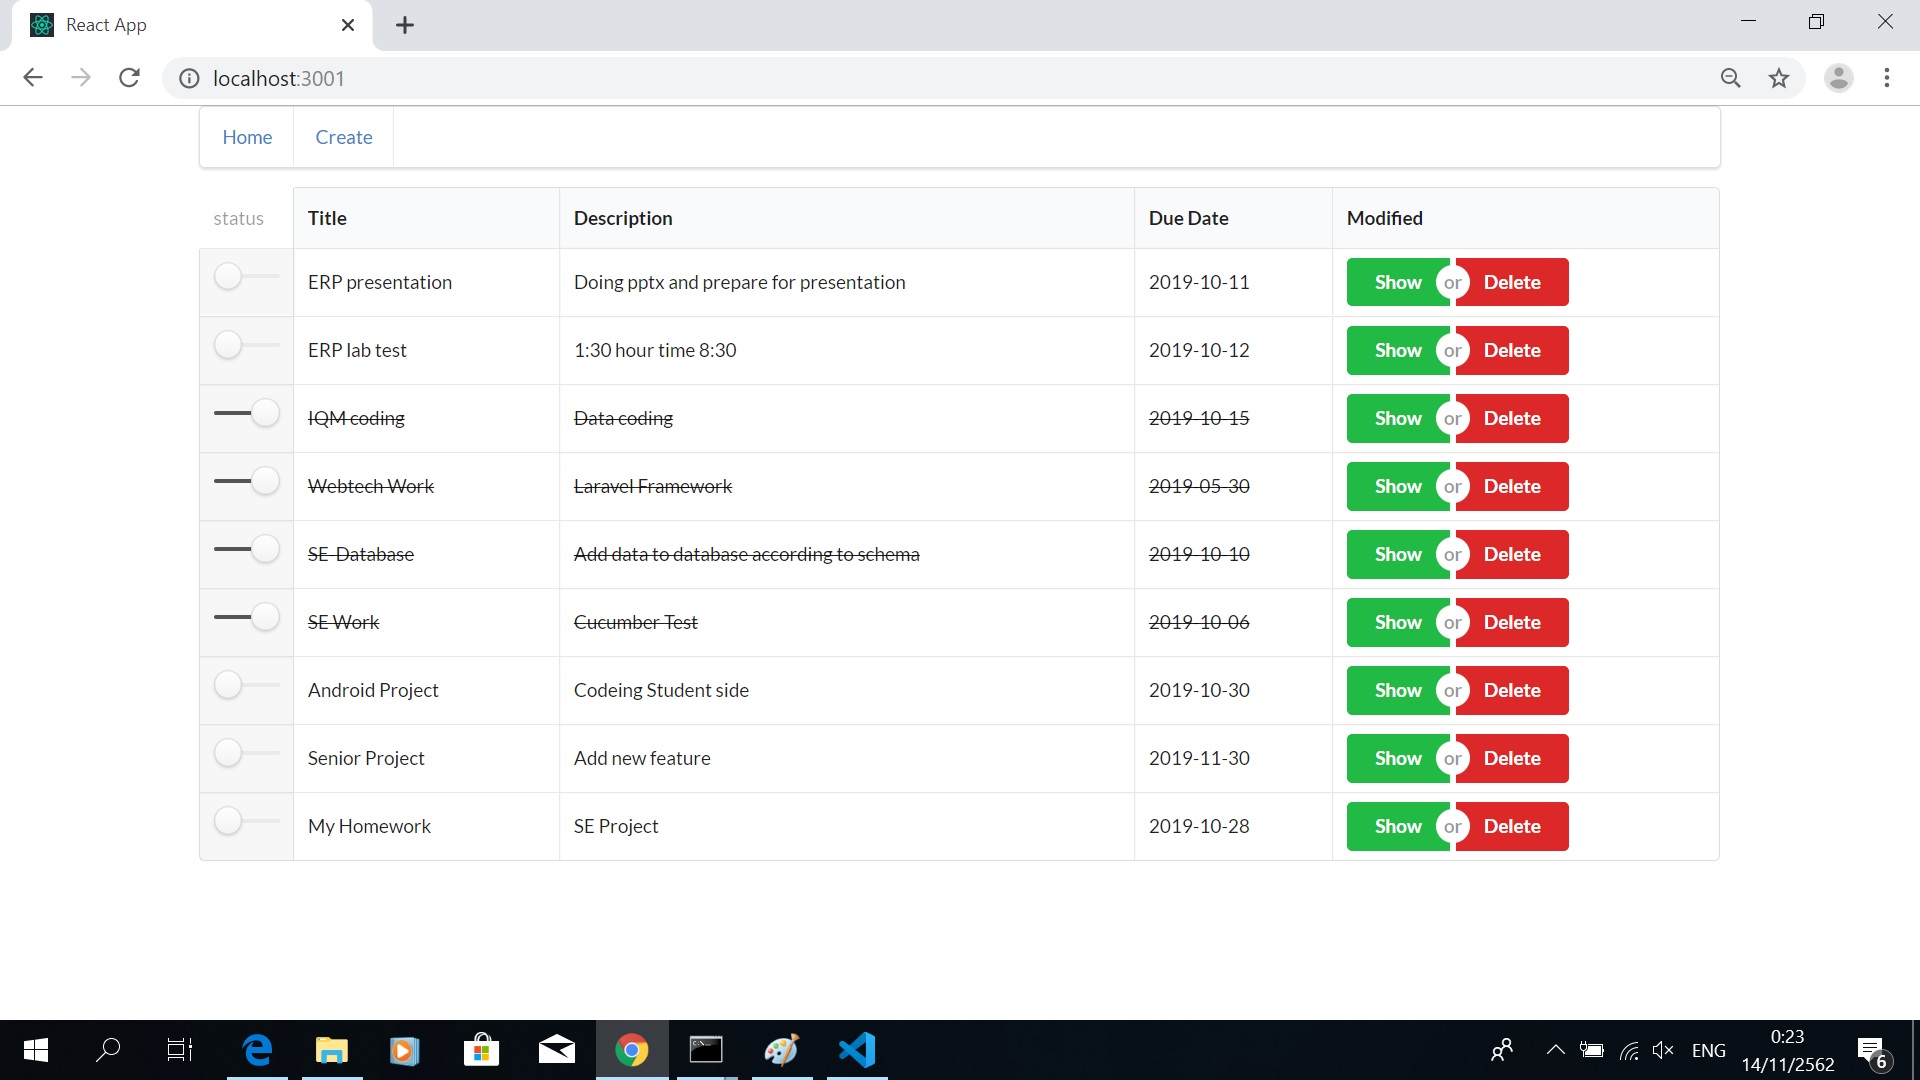 React App
localhost:3001
Home Create
status Title Description Due Date Modified
ERP presentation Doing pptx and prepare for presentation 2019-10-11 Show or Delete
ERP lab test 1:30 hour time 8:30 2019-10-12 Show or Delete
IQM coding Data coding 2019-10-15 Show or Delete
Webtech Work Laravel Framework 2019-05-30 Show or Delete
SE-Database Add data to database according to schema 2019-10-10 Show or Delete
SE Work Cucumber Test 2019-10-06 Show or Delete
Android Project Codeing Student side 2019-10-30 Show or Delete
Senior Project Add new feature 2019-11-30 Show or Delete
My Homework SE Project 2019-10-28 Show or Delete
ENG
0:23
14/11/2562
6